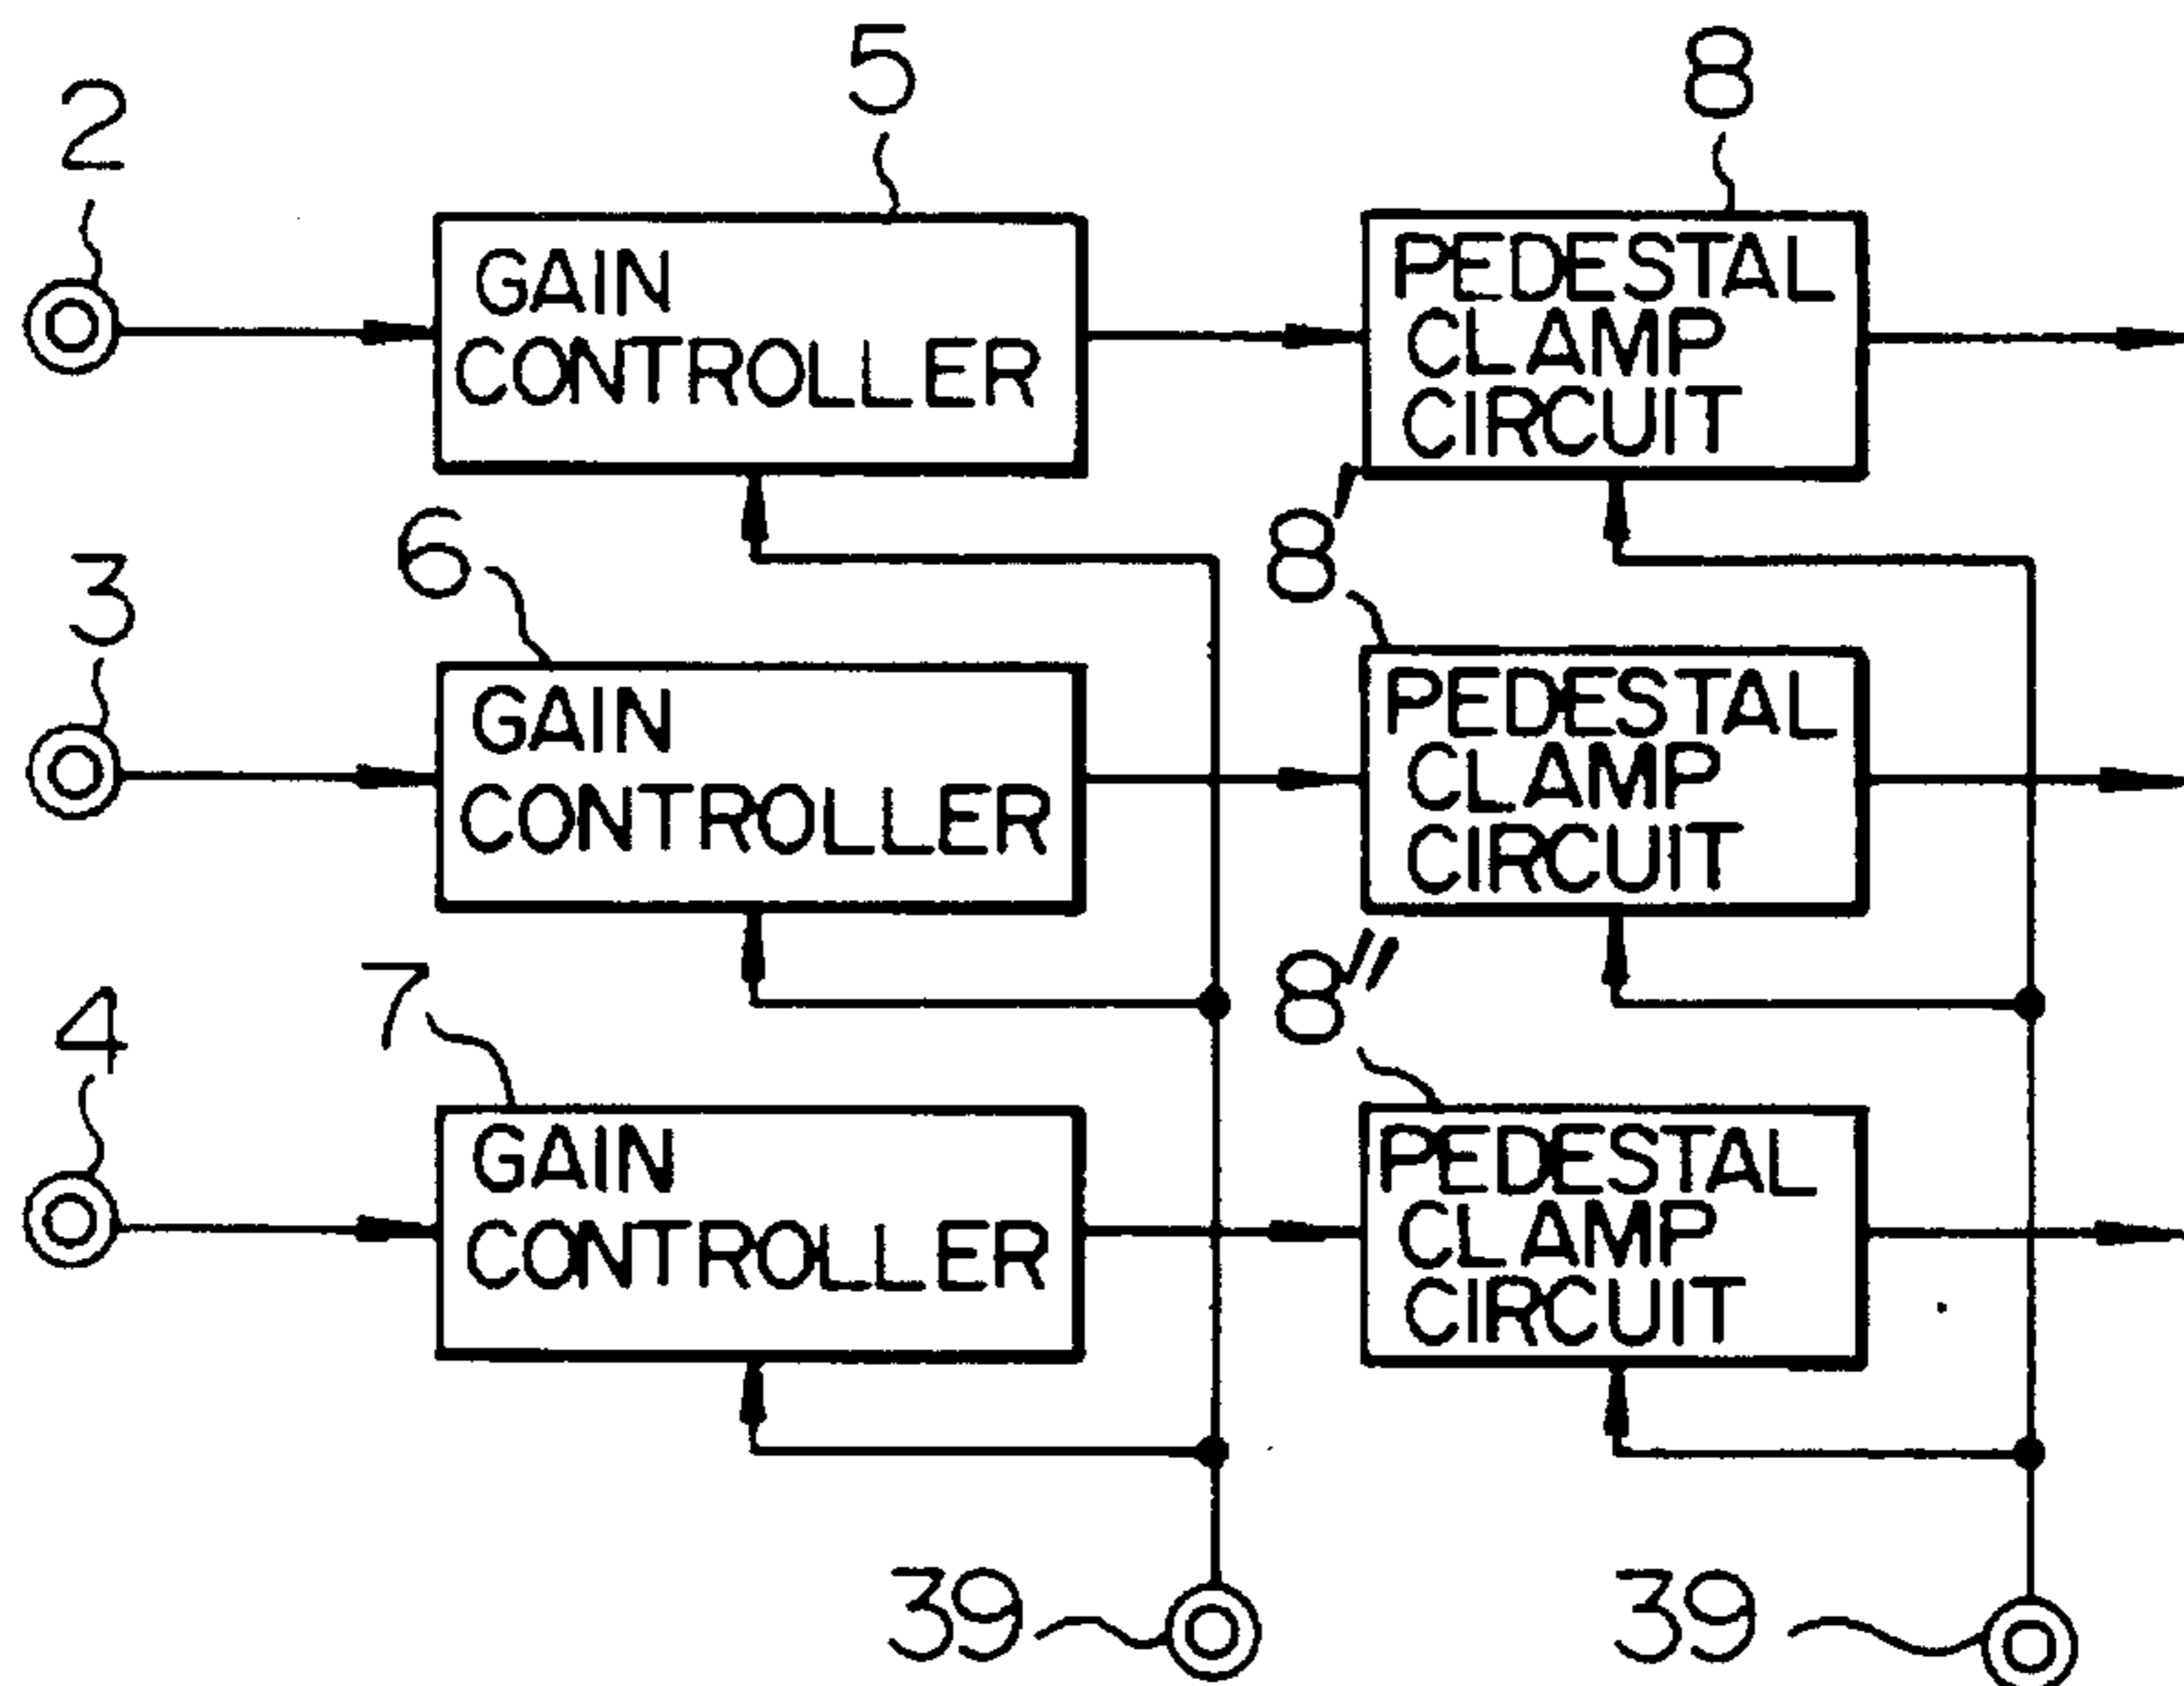 2
5
8
GAIN
CONTROLLER
PEDESTAL
CLAMP
CIRCUIT
3
6
8'
GAIN
CONTROLLER
PEDESTAL
CLAMP
CIRCUIT
4
7
8"
GAIN
CONTROLLER
PEDESTAL
CLAMP
CIRCUIT
39
39